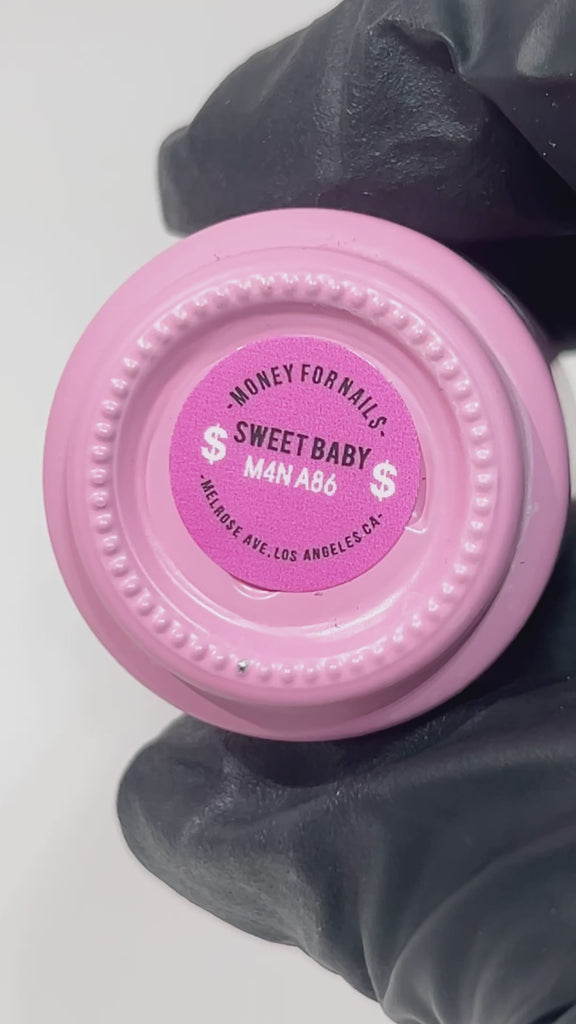 -MONEY FOR NAILS-
$ SWEET BABY $
M4N A86
-MELROSE AVE, LOS ANGELES, CA-